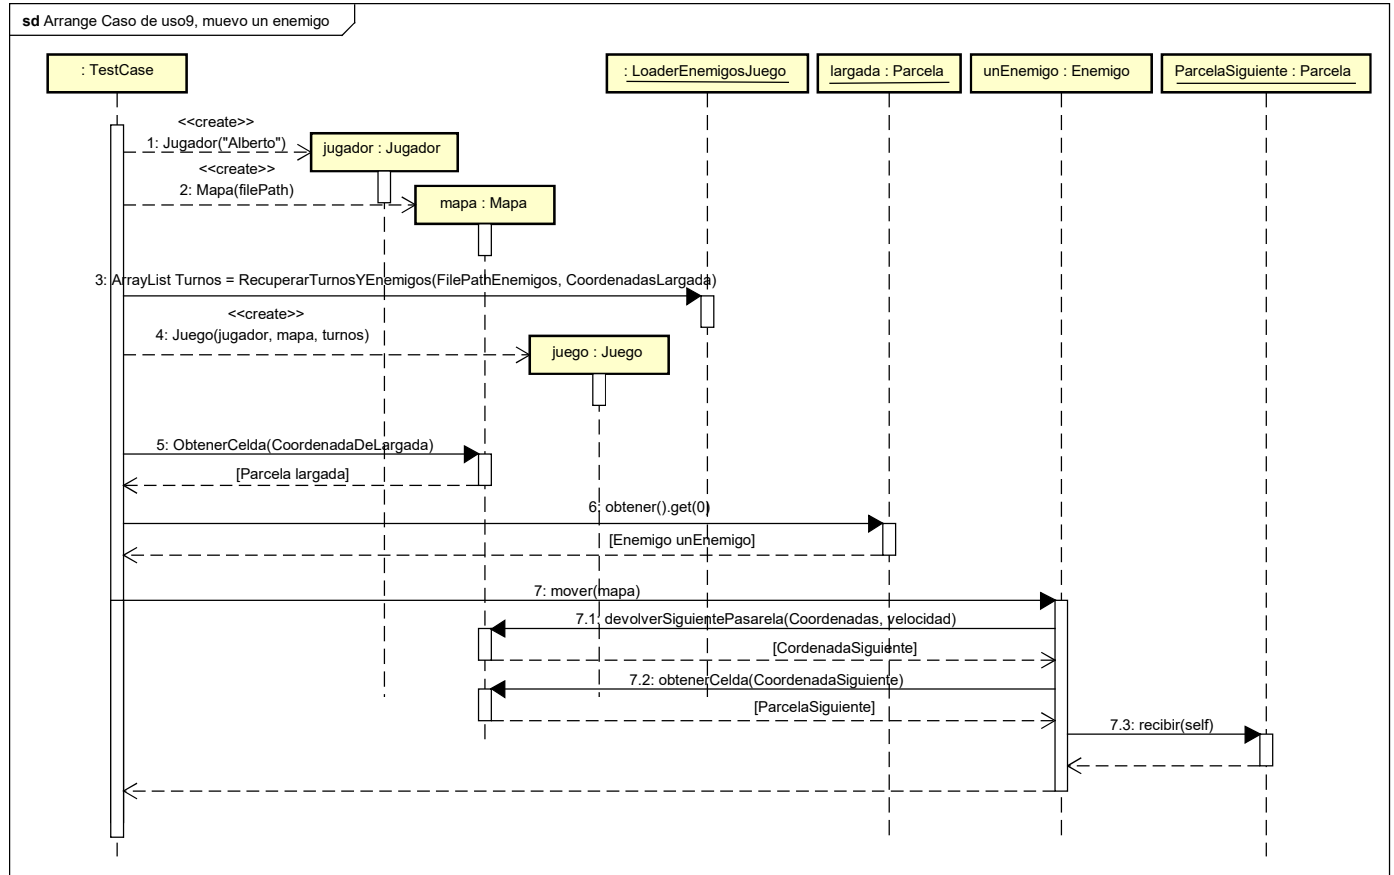 sd Arrange Caso de uso9, muevo un enemigo
: TestCase
: LoaderEnemigosJuego
largada : Parcela
unEnemigo : Enemigo
ParcelaSiguiente : Parcela
<<create>>
1: Jugador("Alberto")
jugador : Jugador
<<create>>
2: Mapa(filePath)
mapa : Mapa
3: ArrayList Turnos = RecuperarTurnosYEnemigos(FilePathEnemigos, CoordenadasLargada)
<<create>>
4: Juego(jugador, mapa, turnos)
juego : Juego
5: ObtenerCelda(CoordenadaDeLargada)
[Parcela largada]
6: obtener().get(0)
[Enemigo unEnemigo]
7: mover(mapa)
7.1: devolverSiguientePasarela(Coordenadas, velocidad)
[CordenadaSiguiente]
7.2: obtenerCelda(CoordenadaSiguiente)
[ParcelaSiguiente]
7.3: recibir(self)